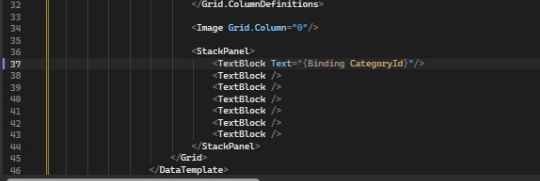 32 </Grid.ColumnDefinitions>
33
34 <Image Grid.Column="0"/>
35
36 <StackPanel>
37 <TextBlock Text="{Binding CategoryId}"/>
38 <TextBlock />
39 <TextBlock />
40 <TextBlock />
41 <TextBlock />
42 <TextBlock />
43 <TextBlock />
44 </StackPanel>
45 </Grid>
46 </DataTemplate>